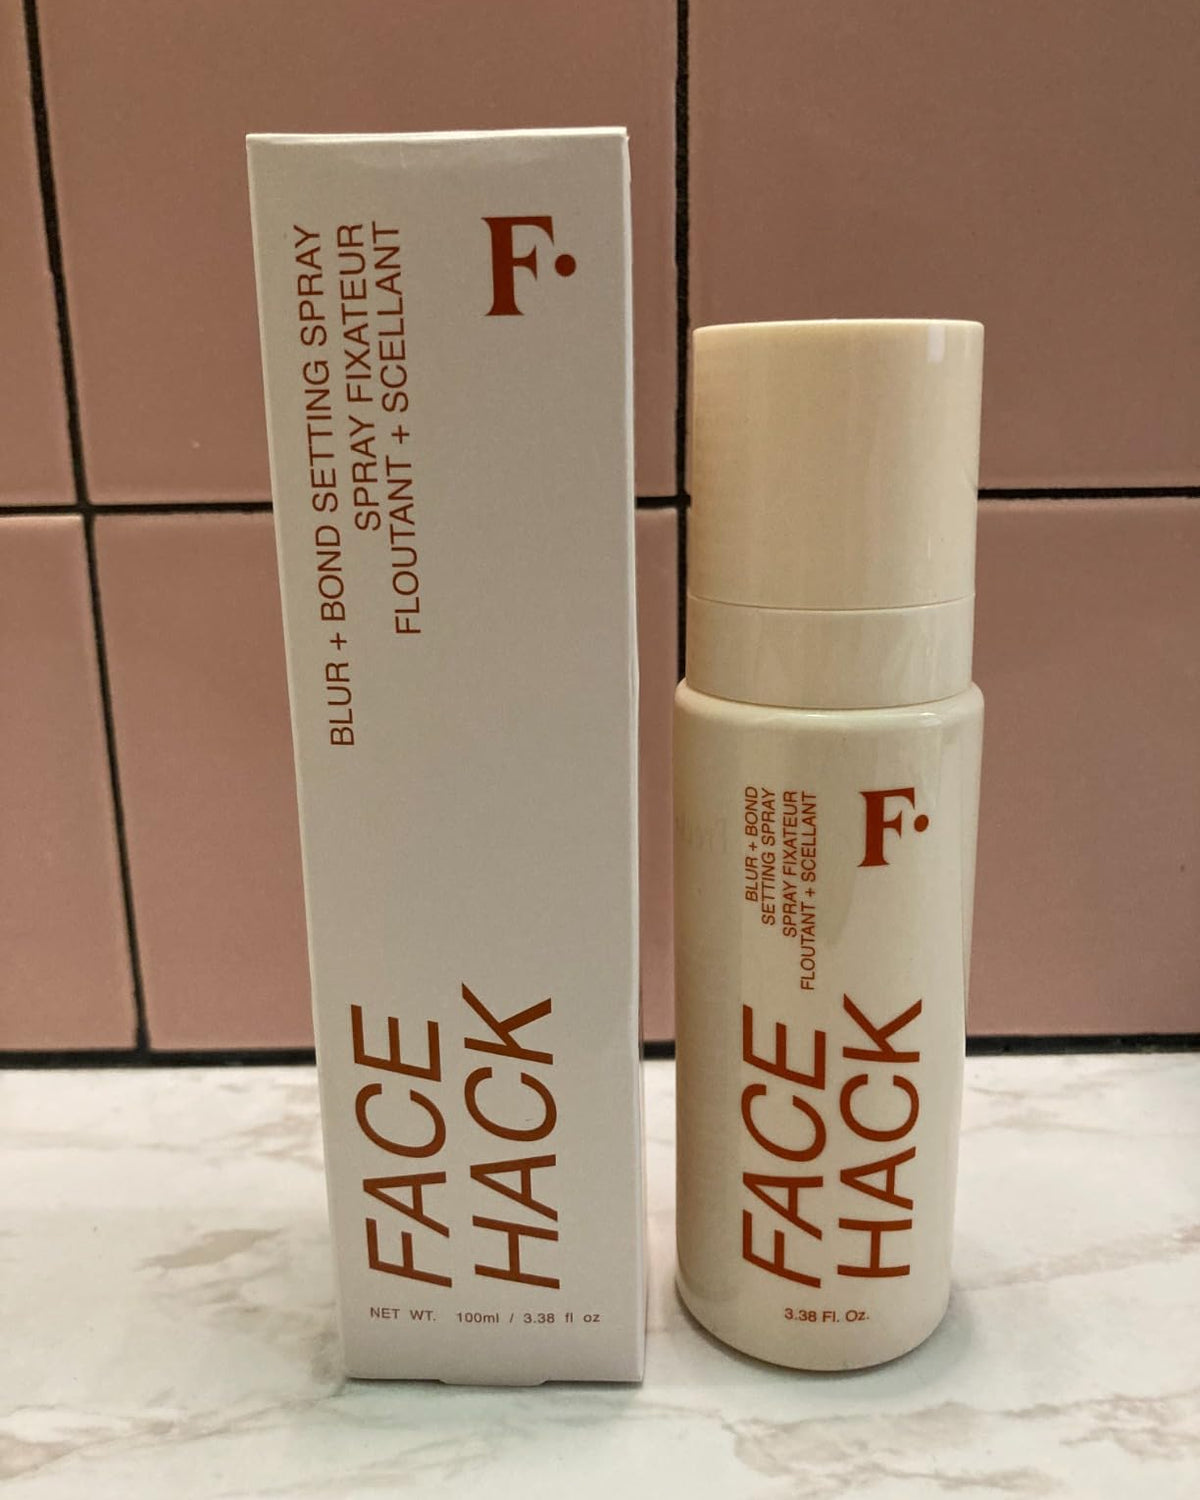 F.
BLUR + BOND SETTING SPRAY
SPRAY FIXATEUR
FLOUTANT + SCELLANT
FACE
HACK
NET WT. 100ml / 3.38 fl oz
F.
BLUR + BOND
SETTING SPRAY
SPRAY FIXATEUR
FLOUTANT + SCELLANT
FACE
HACK
3.38 Fl. Oz.